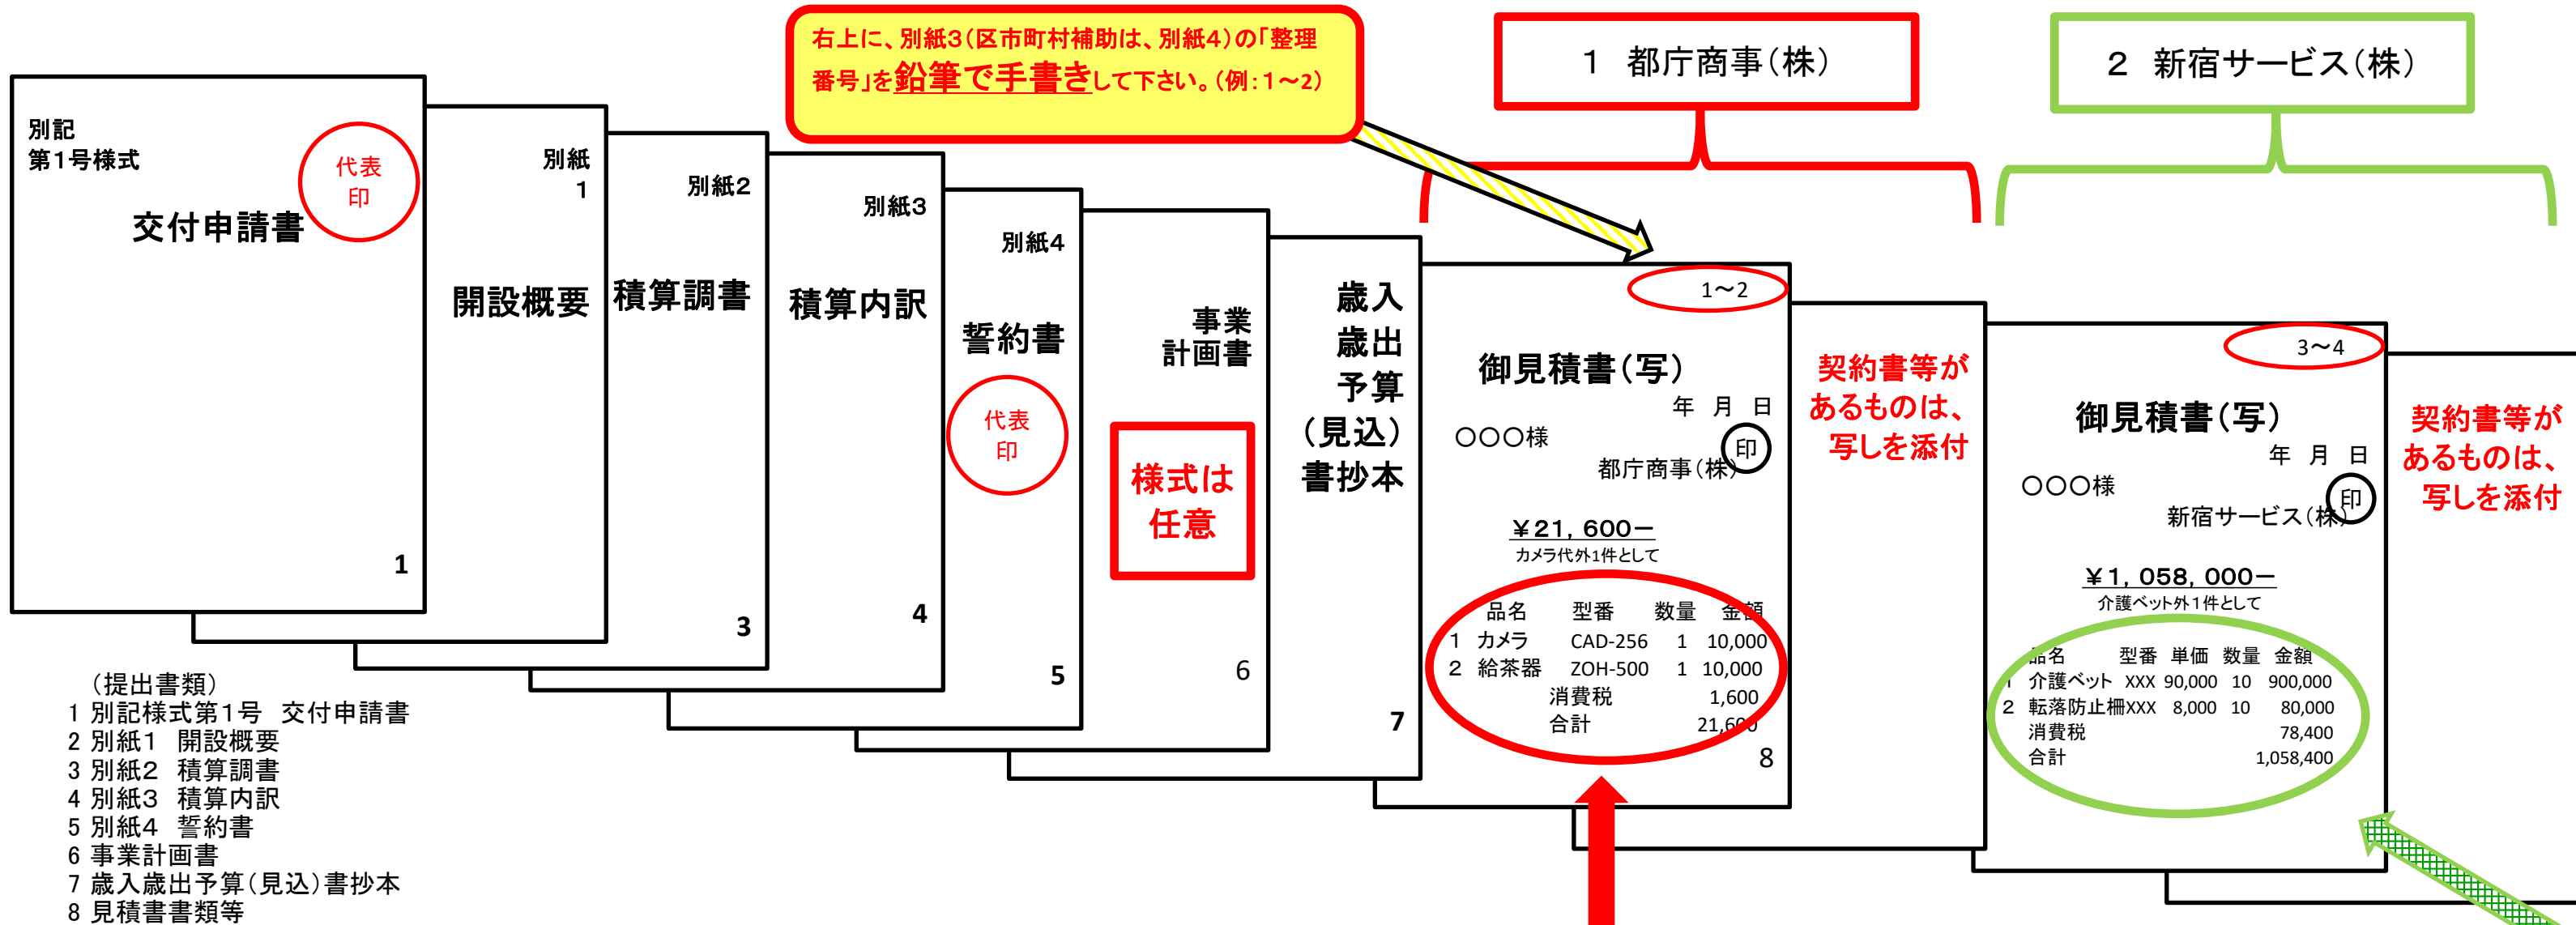 右上に、別紙3(区市町村補助は、別紙4)の「整理
番号」を鉛筆で手書きして下さい。(例:1～2)
1 都庁商事(株)
2 新宿サービス(株)
別記
第1号様式
代表
印
交付申請書
1
別紙
1
開設概要
別紙2
積算調書
3
別紙3
積算内訳
4
別紙4
誓約書
代表
印
5
事業
計画書
様式は
任意
6
歳入
歳出
予算
(見込)
書抄本
7
1～2
御見積書(写)
年 月 日
〇〇〇様
印
都庁商事(株)
¥21,600－
カメラ代外1件として
品名 型番 数量 金額
1 カメラ CAD-256 1 10,000
2 給茶器 ZOH-500 1 10,000
消費税 1,600
合計 21,600
8
契約書等が
あるものは、
写しを添付
3～4
御見積書(写)
年 月 日
〇〇〇様
印
新宿サービス(株)
¥1,058,000－
介護ベット外1件として
品名 型番 単価 数量 金額
1 介護ベット XXX 90,000 10 900,000
2 転落防止柵XXX 8,000 10 80,000
消費税 78,400
合計 1,058,400
契約書等が
あるものは、
写しを添付
(提出書類)
1 別記様式第1号 交付申請書
2 別紙1 開設概要
3 別紙2 積算調書
4 別紙3 積算内訳
5 別紙4 誓約書
6 事業計画書
7 歳入歳出予算(見込)書抄本
8 見積書書類等